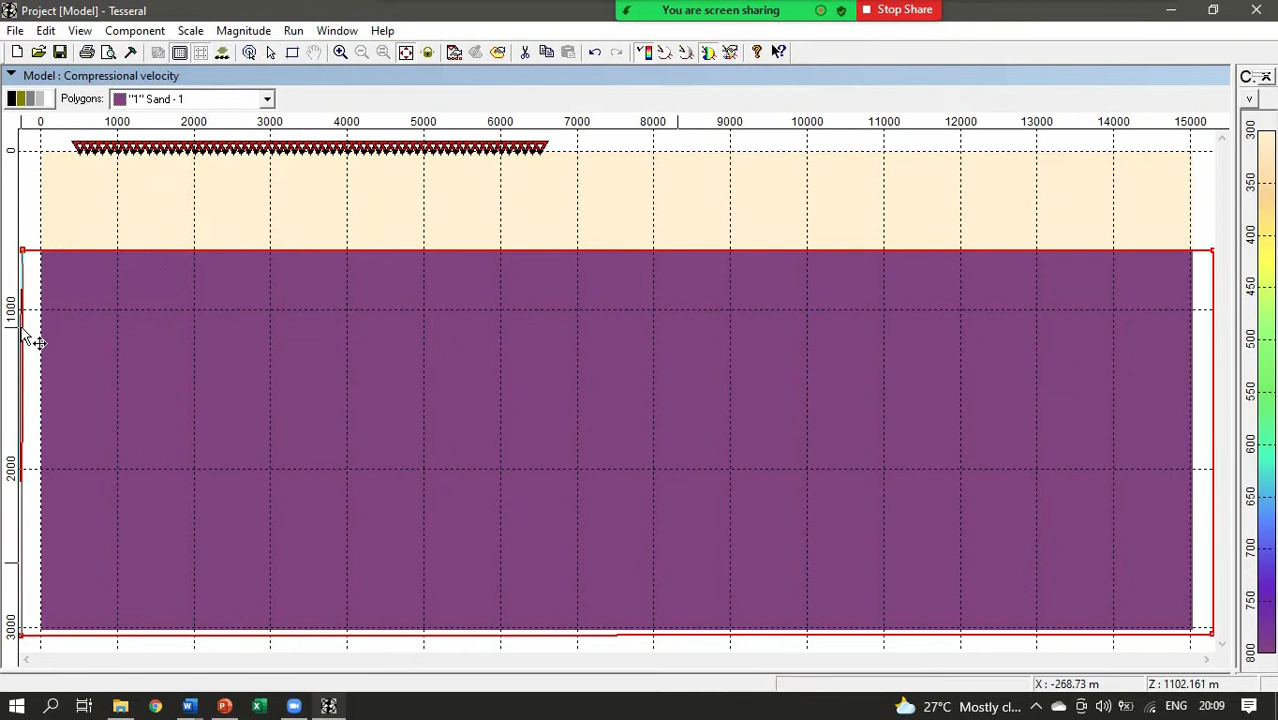 Project [Model] - Tesseral
You are screen sharing
Stop Share
File Edit View Component Scale Magnitude Run Window Help
Model : Compressional velocity
C.
Polygons: "1" Sand - 1
v
0 1000 2000 3000 4000 5000 6000 7000 8000 9000 10000 11000 12000 13000 14000 15000
0
1000
2000
3000
300
350
400
450
500
550
600
650
700
750
800
X : -268.73 m Z : 1102.161 m
27°C Mostly cl... ENG 20:09